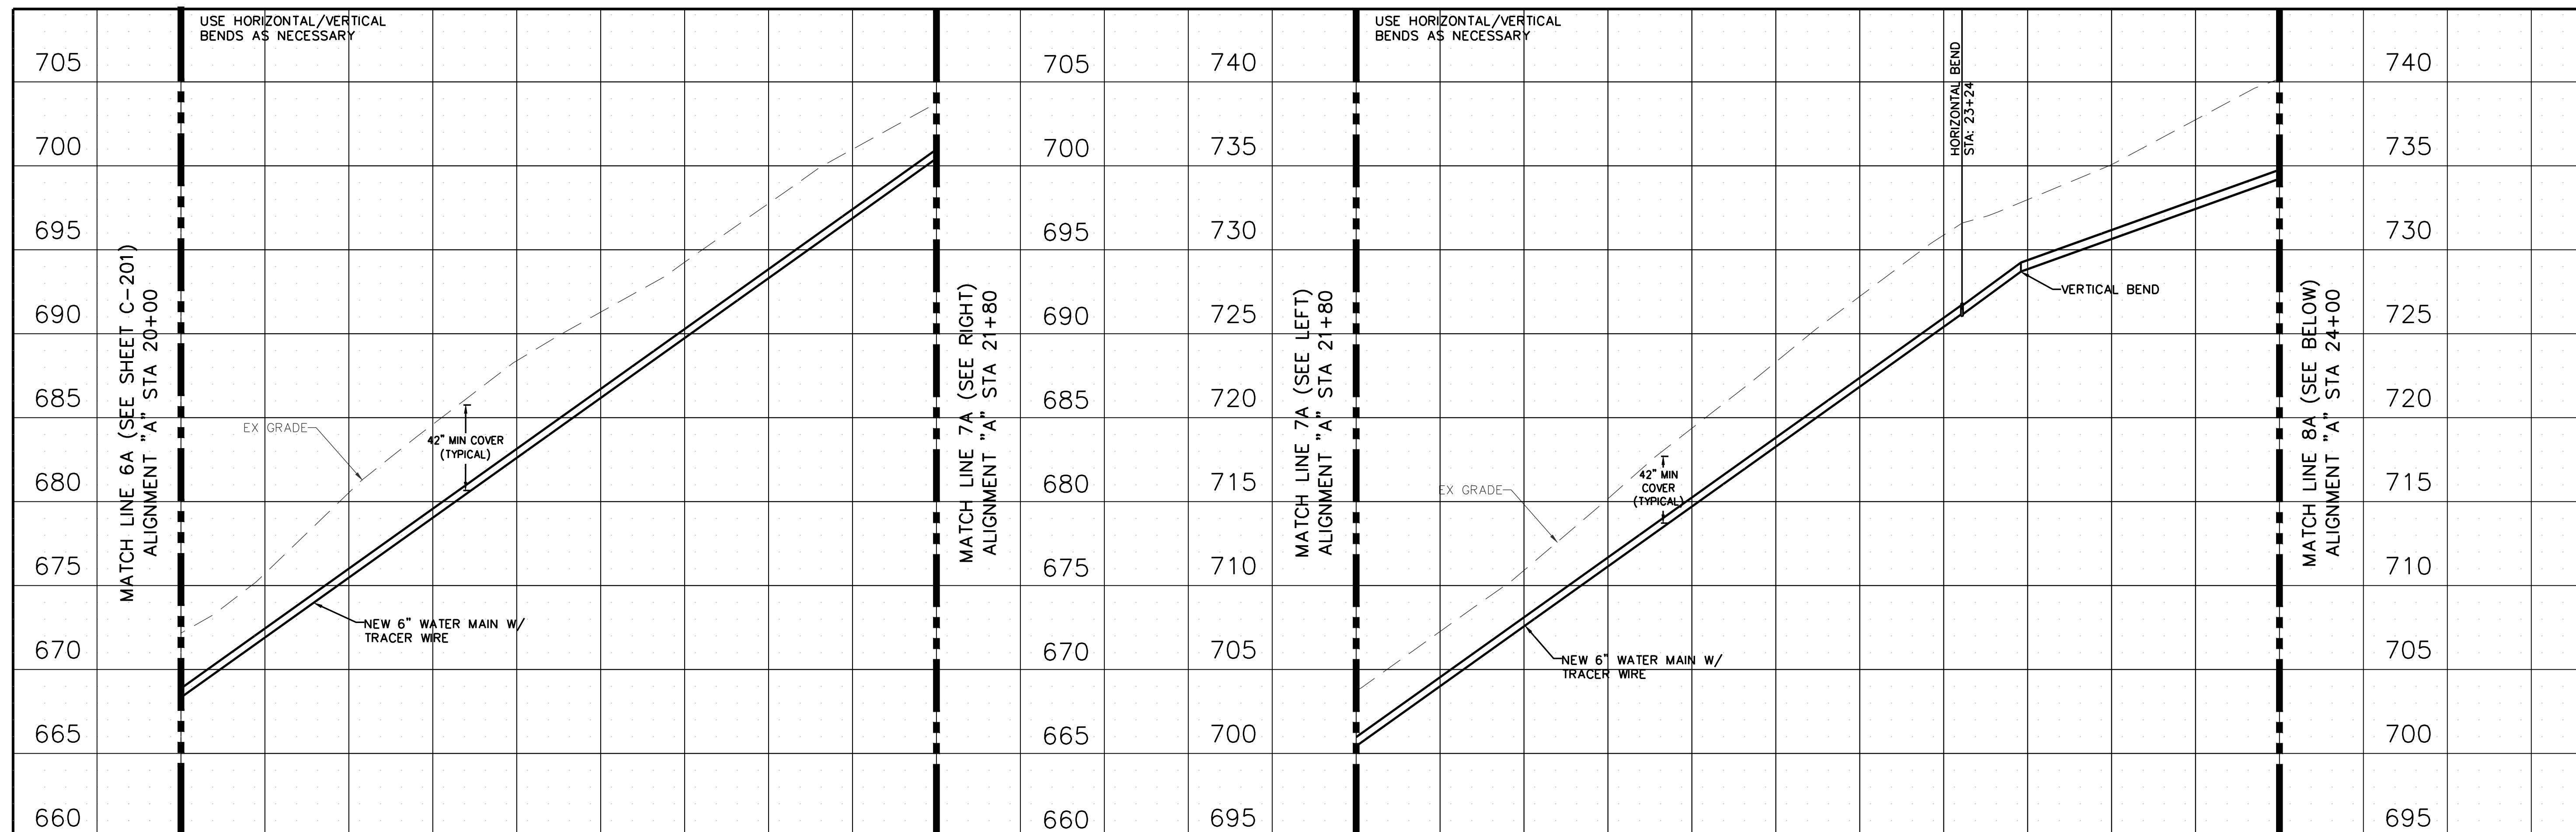 USE HORIZONTAL/VERTICAL
BENDS AS NECESSARY
705
700
695
690
685
680
675
670
665
660
MATCH LINE 6A (SEE SHEET C-201)
ALIGNMENT "A" STA 20+00
EX GRADE
42" MIN COVER
(TYPICAL)
NEW 6" WATER MAIN W/
TRACER WIRE
MATCH LINE 7A (SEE RIGHT)
ALIGNMENT "A" STA 21+80
705
700
695
690
685
680
675
670
665
660
740
735
730
725
720
715
710
705
700
695
MATCH LINE 7A (SEE LEFT)
ALIGNMENT "A" STA 21+80
USE HORIZONTAL/VERTICAL
BENDS AS NECESSARY
EX GRADE
42" MIN
COVER
(TYPICAL)
NEW 6" WATER MAIN W/
TRACER WIRE
HORIZONTAL BEND
STA: 23+24
VERTICAL BEND
MATCH LINE 8A (SEE BELOW)
ALIGNMENT "A" STA 24+00
740
735
730
725
720
715
710
705
700
695